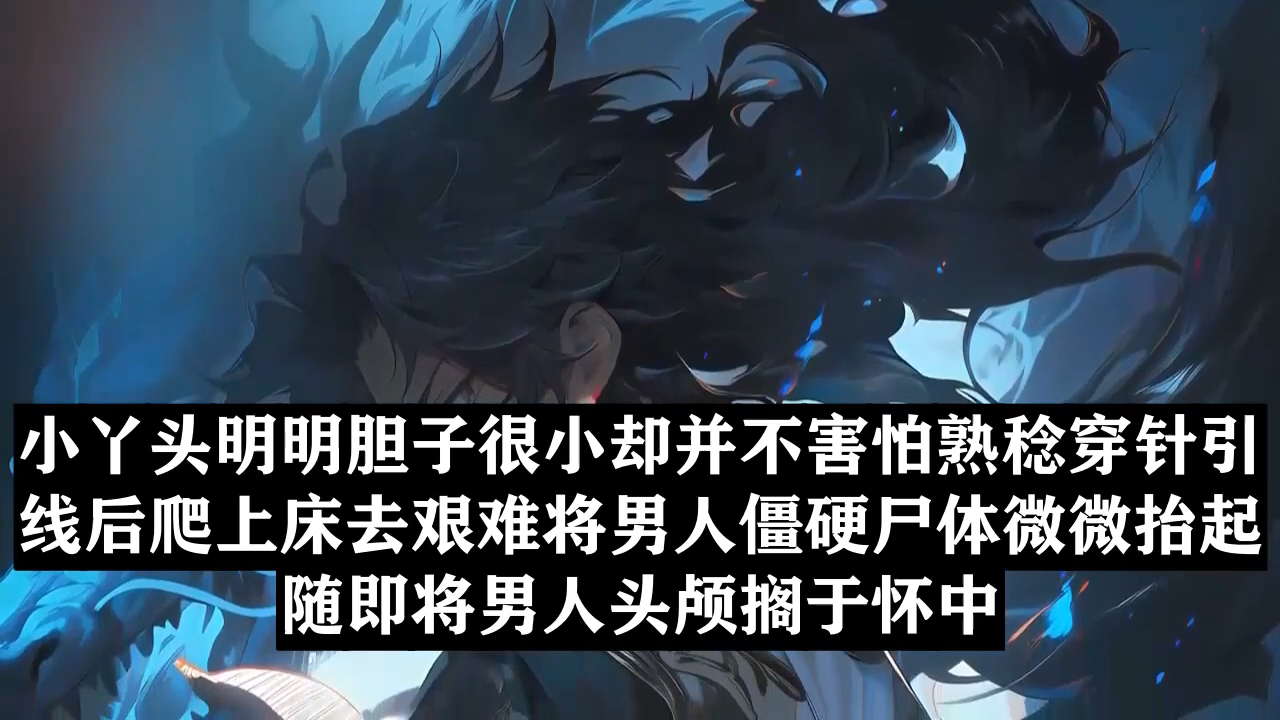 小丫头明明胆子很小却并不害怕熟稔穿针引
线后爬上床去艰难将男人僵硬尸体微微抬起
随即将男人头颅搁于怀中